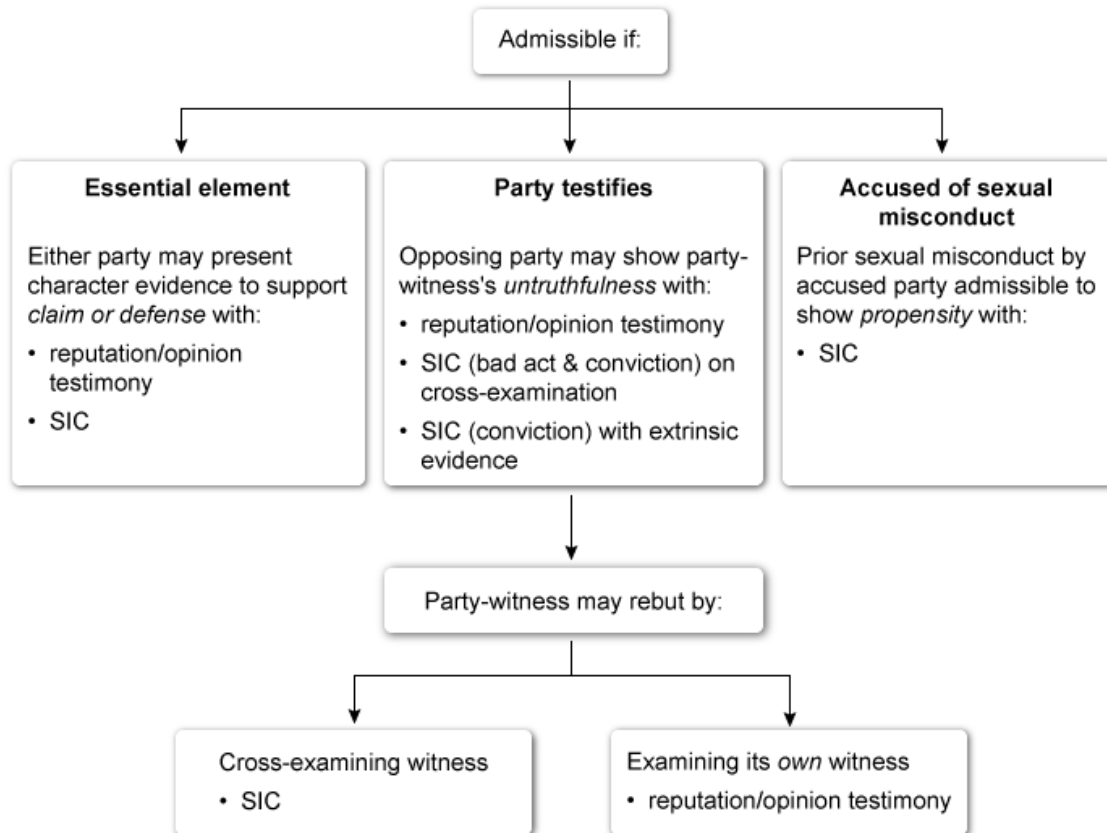 Admissible if:
Essential element
Either party may present
character evidence to support
claim or defense with:
• reputation/opinion
testimony
• SIC
Party testifies
Opposing party may show party-
witness's untruthfulness with:
• reputation/opinion testimony
• SIC (bad act & conviction) on
cross-examination
• SIC (conviction) with extrinsic
evidence
Accused of sexual
misconduct
Prior sexual misconduct by
accused party admissible to
show propensity with:
• SIC
Party-witness may rebut by:
Cross-examining witness
• SIC
Examining its own witness
• reputation/opinion testimony